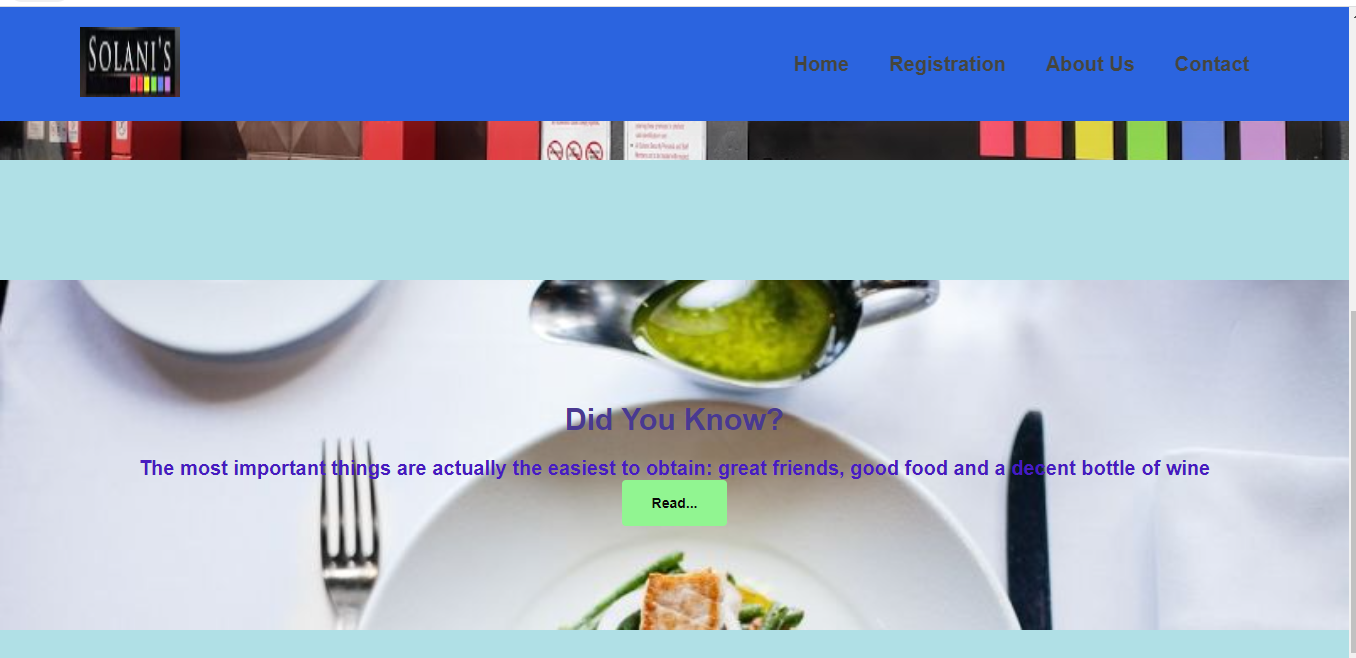 SOLANI'S
Home Registration About Us Contact
Did You Know?
The most important things are actually the easiest to obtain: great friends, good food and a decent bottle of wine
Read...